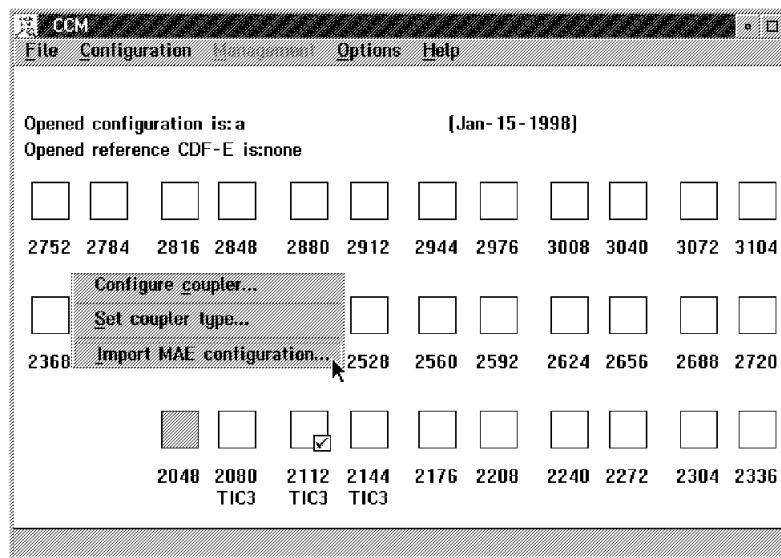 CCM
File Configuration Management Options Help
Opened configuration is: a (Jan-15-1998)
Opened reference CDF-E is:none
2752 2784 2816 2848 2880 2912 2944 2976 3008 3040 3072 3104
Configure coupler...
Set coupler type...
Import MAE configuration...
2368 2528 2560 2592 2624 2656 2688 2720
2048 2080 2112 2144 2176 2208 2240 2272 2304 2336
TIC3 TIC3 TIC3